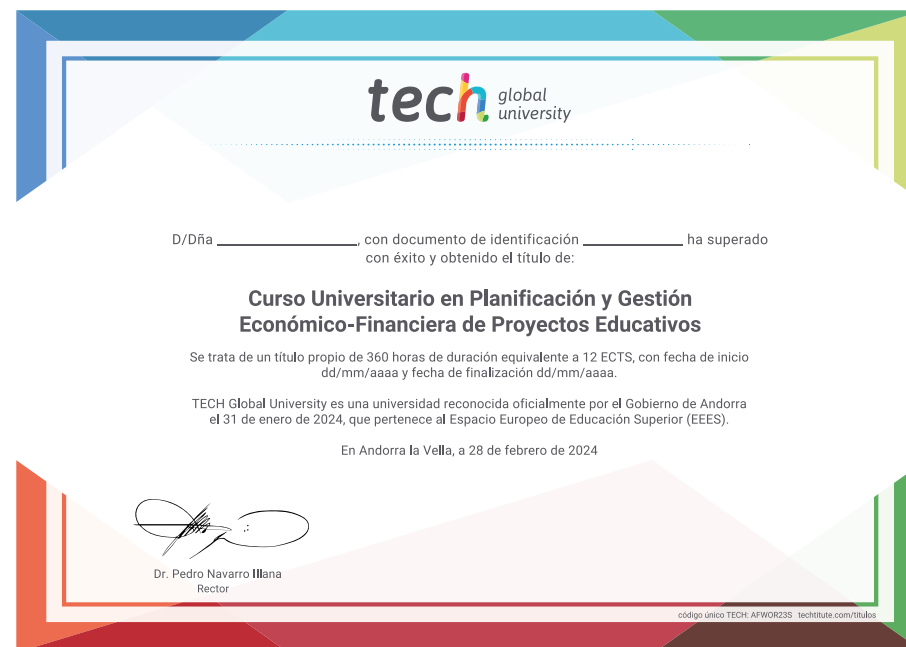 tech global university
D/Dña ____________________, con documento de identificación ______________ ha superado
con éxito y obtenido el título de:
Curso Universitario en Planificación y Gestión
Económico-Financiera de Proyectos Educativos
Se trata de un título propio de 360 horas de duración equivalente a 12 ECTS, con fecha de inicio
dd/mm/aaaa y fecha de finalización dd/mm/aaaa.
TECH Global University es una universidad reconocida oficialmente por el Gobierno de Andorra
el 31 de enero de 2024, que pertenece al Espacio Europeo de Educación Superior (EEES).
En Andorra la Vella, a 28 de febrero de 2024
Dr. Pedro Navarro Illana
Rector
código único TECH: AFWOR23S techtitute.com/titulos